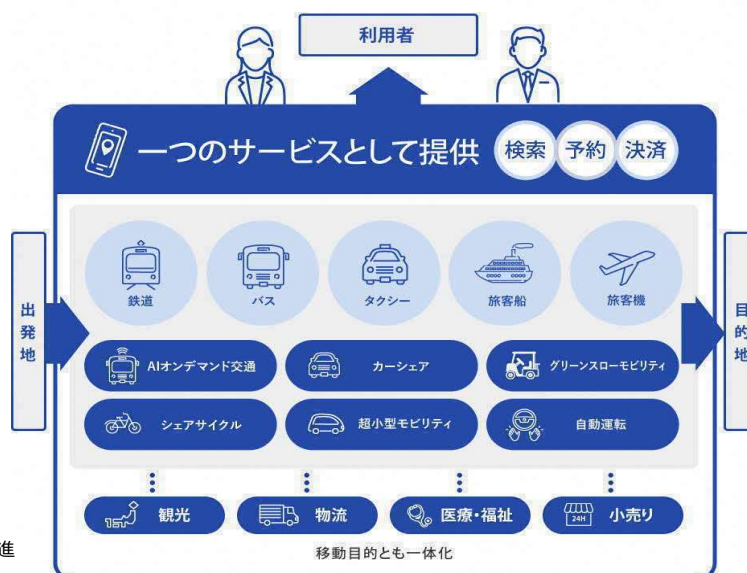 利用者
一つのサービスとして提供 検索 予約 決済
出発地
鉄道 バス タクシー 旅客船 旅客機
目的地
AIオンデマンド交通 カーシェア グリーンスローモビリティ
シェアサイクル 超小型モビリティ 自動運転
観光 物流 医療・福祉 24H 小売り
移動目的とも一体化
進